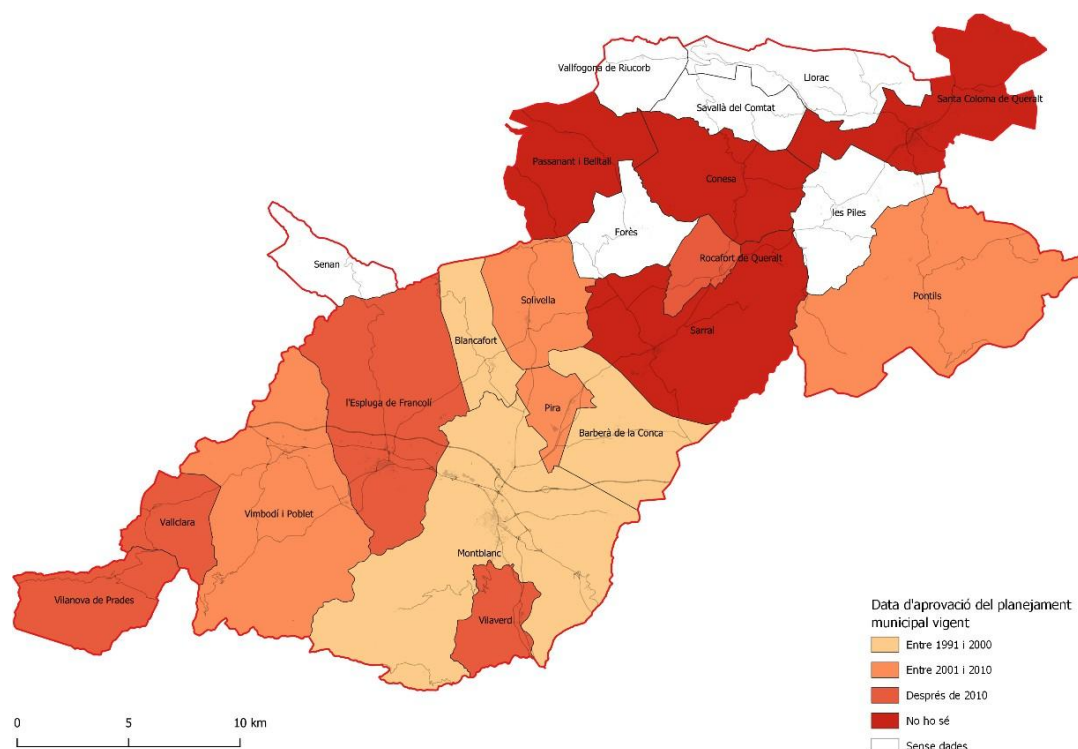 Vallfogona de Riucorb
Llorac
Savallà del Comtat
Santa Coloma de Queralt
Passanant i Belltall
Conesa
les Piles
Forès
Rocafort de Queralt
Senan
Pontils
Solivella
Sarral
Blancafort
l'Espluga de Francolí
Pira
Barberà de la Conca
Vallclara
Vimbodí i Poblet
Montblanc
Vilanova de Prades
Vilaverd
Data d'aprovació del planejament
municipal vigent
Entre 1991 i 2000
Entre 2001 i 2010
Després de 2010
No ho sé
Sense dades
0 5 10 km